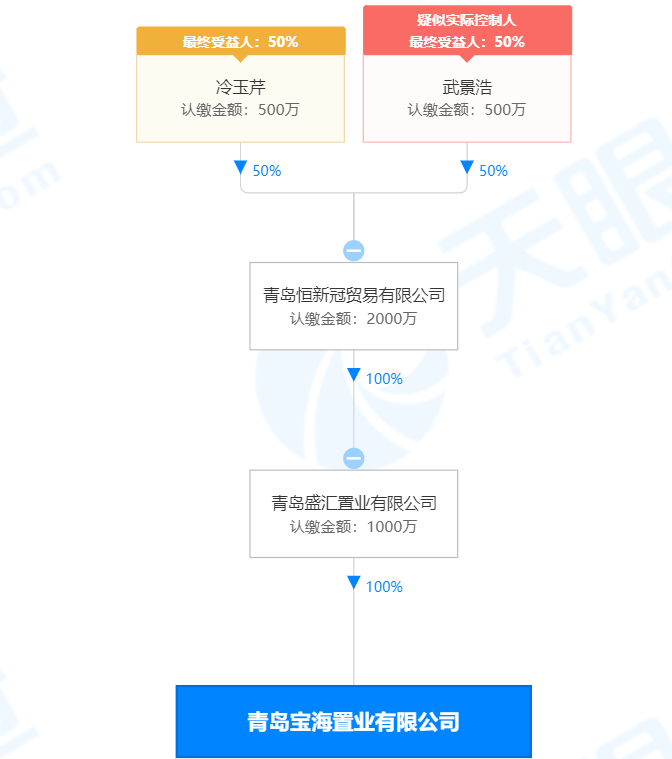 疑似实际控制人
最终受益人：50%
最终受益人：50%
冷玉芹
认缴金额：500万
武景浩
认缴金额：500万
50%
50%
青岛恒新冠贸易有限公司
认缴金额：2000万
100%
青岛盛汇置业有限公司
认缴金额：1000万
100%
青岛宝海置业有限公司
天眼
TianYan
om